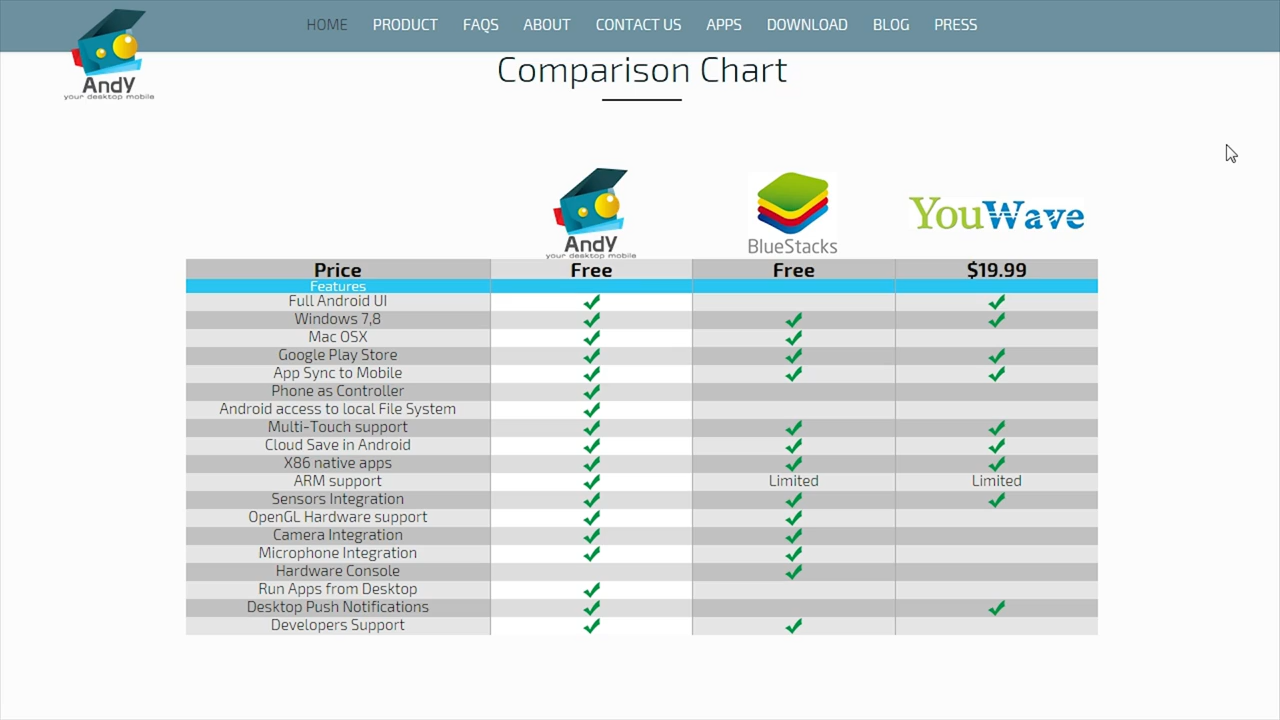 HOME PRODUCT FAQS ABOUT CONTACT US APPS DOWNLOAD BLOG PRESS
AndY
your desktop mobile
Comparison Chart
AndY
your desktop mobile
BlueStacks
YouWave
Price Free Free $19.99
Features
Full Android UI
Windows 7,8
Mac OSX
Google Play Store
App Sync to Mobile
Phone as Controller
Android access to local File System
Multi-Touch support
Cloud Save in Android
X86 native apps
ARM support Limited Limited
Sensors Integration
OpenGL Hardware support
Camera Integration
Microphone Integration
Hardware Console
Run Apps from Desktop
Desktop Push Notifications
Developers Support